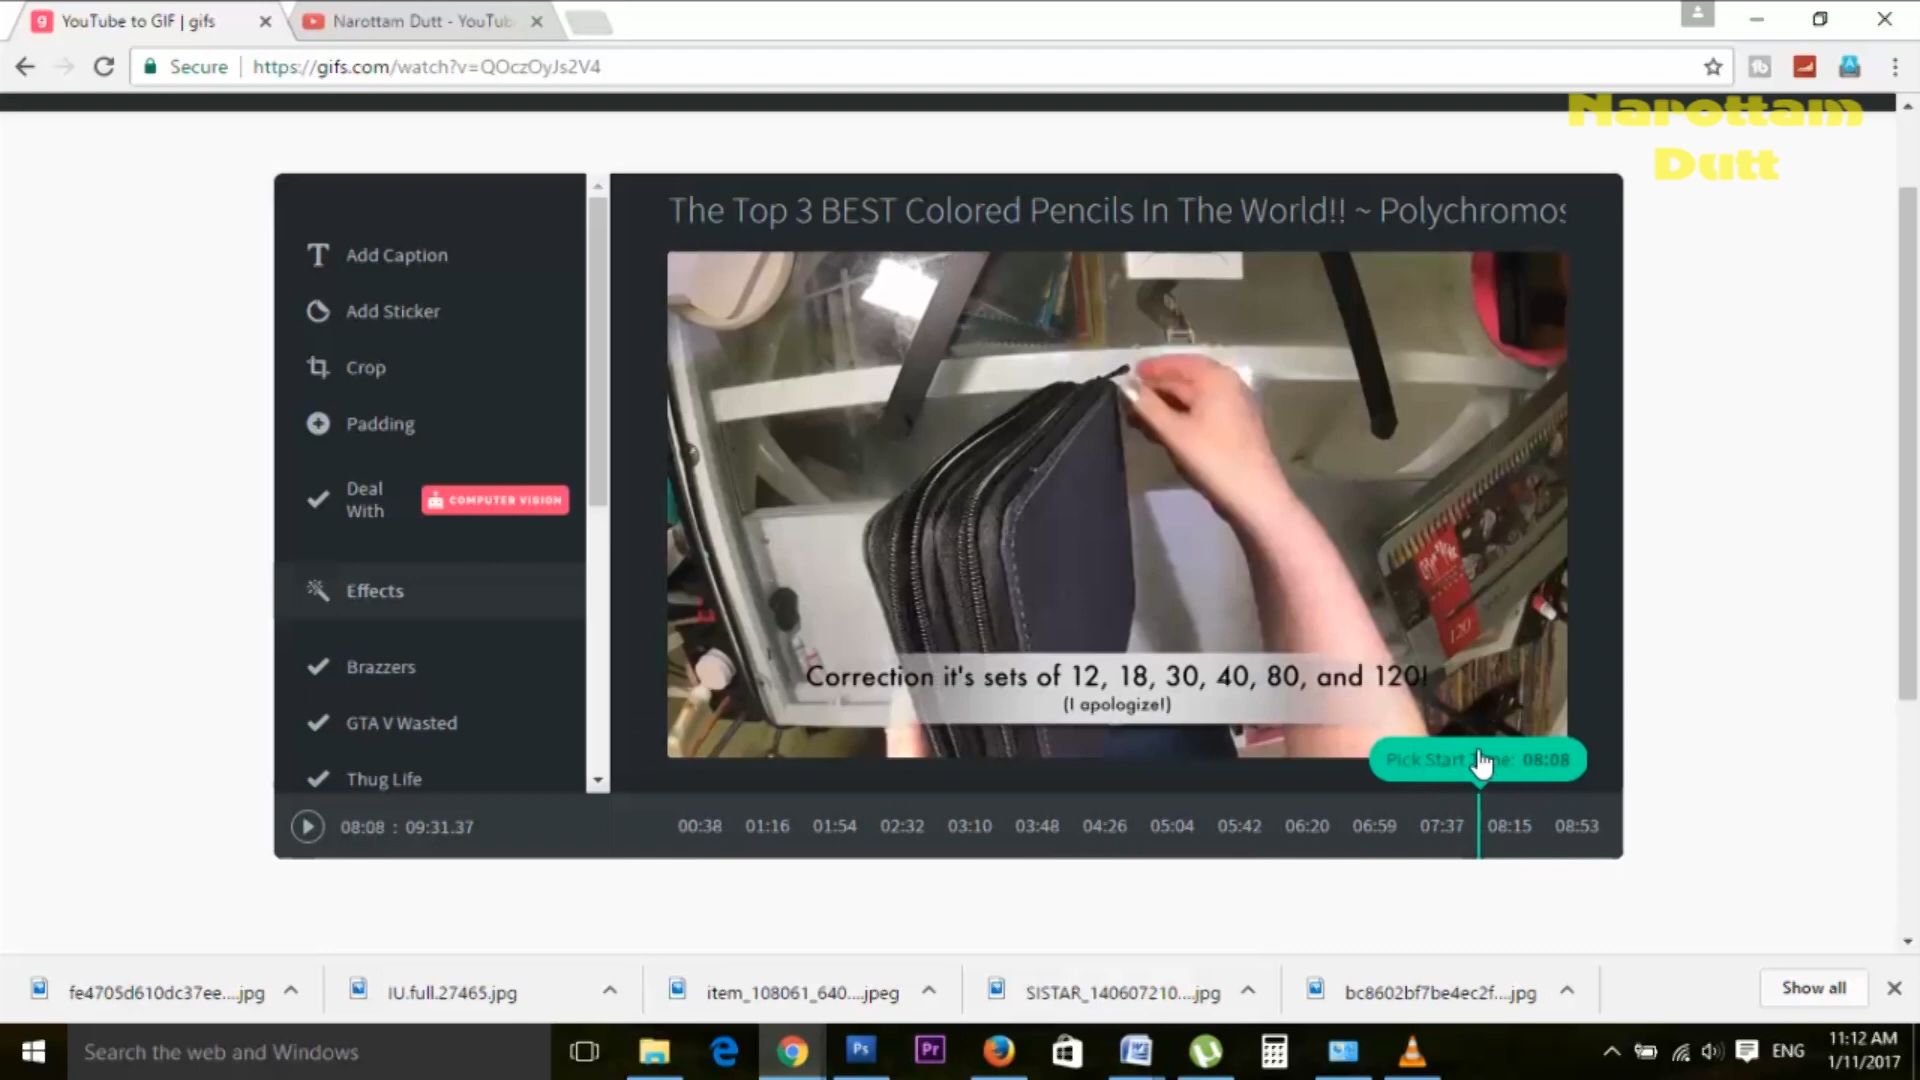 YouTube to GIF | gifs
Narottam Dutt - YouTub
Secure
https://gifs.com/watch?v=QOczOyJs2V4
Narottam
Dutt
The Top 3 BEST Colored Pencils In The World!! ~ Polychromos
Add Caption
Add Sticker
Crop
Padding
Deal
With
COMPUTER VISION
Effects
Brazzers
GTA V Wasted
Thug Life
120
Correction it's sets of 12, 18, 30, 40, 80, and 120!
(I apologize!)
Pick Start Time: 08:08
08:08 : 09:31.37
00:38 01:16 01:54 02:32 03:10 03:48 04:26 05:04 05:42 06:20 06:59 07:37 08:15 08:53
fe4705d610dc37ee....jpg
IU.full.27465.jpg
item_108061_640....jpeg
SISTAR_140607210....jpg
bc8602bf7be4ec2f....jpg
Show all
Search the web and Windows
Ps
Pr
ENG
11:12 AM
1/11/2017